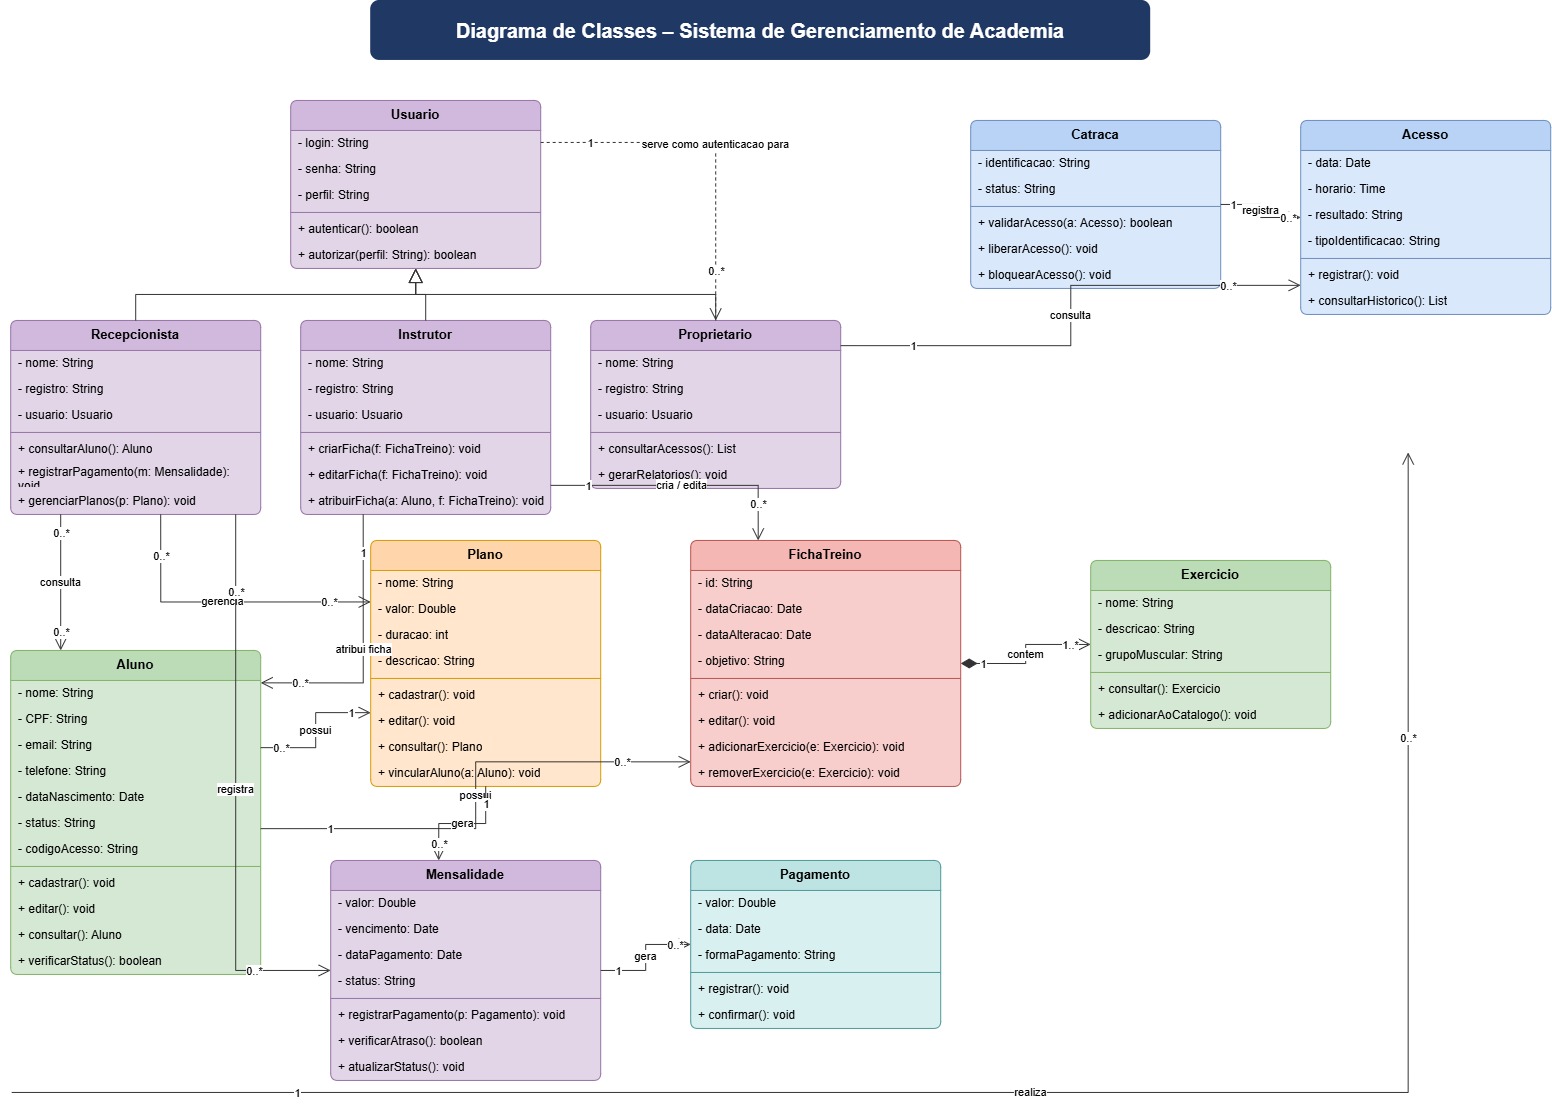 Diagrama de Classes – Sistema de Gerenciamento de Academia
Usuario
- login: String
- senha: String
- perfil: String
+ autenticar(): boolean
+ autorizar(perfil: String): boolean
1
serve como autenticacao para
0..*
Catraca
- identificacao: String
- status: String
+ validarAcesso(a: Acesso): boolean
+ liberarAcesso(): void
+ bloquearAcesso(): void
1
registra
0..*
Acesso
- data: Date
- horario: Time
- resultado: String
- tipoIdentificacao: String
+ registrar(): void
+ consultarHistorico(): List
Recepcionista
- nome: String
- registro: String
- usuario: Usuario
+ consultarAluno(): Aluno
+ registrarPagamento(m: Mensalidade):
void
+ gerenciarPlanos(p: Plano): void
Instrutor
- nome: String
- registro: String
- usuario: Usuario
+ criarFicha(f: FichaTreino): void
+ editarFicha(f: FichaTreino): void
+ atribuirFicha(a: Aluno, f: FichaTreino): void
Proprietario
- nome: String
- registro: String
- usuario: Usuario
+ consultarAcessos(): List
+ gerarRelatorios(): void
1
consulta
0..*
1
cria / edita
0..*
0..*
consulta
0..*
0..*
gerencia
0..*
0..*
registra
0..*
1
atribui ficha
0..*
Plano
- nome: String
- valor: Double
- duracao: int
- descricao: String
+ cadastrar(): void
+ editar(): void
+ consultar(): Plano
+ vincularAluno(a: Aluno): void
FichaTreino
- id: String
- dataCriacao: Date
- dataAlteracao: Date
- objetivo: String
+ criar(): void
+ editar(): void
+ adicionarExercicio(e: Exercicio): void
+ removerExercicio(e: Exercicio): void
1
contem
1..*
Exercicio
- nome: String
- descricao: String
- grupoMuscular: String
+ consultar(): Exercicio
+ adicionarAoCatalogo(): void
Aluno
- nome: String
- CPF: String
- email: String
- telefone: String
- dataNascimento: Date
- status: String
- codigoAcesso: String
+ cadastrar(): void
+ editar(): void
+ consultar(): Aluno
+ verificarStatus(): boolean
0..*
possui
1
1
possui
0..*
1
gera
0..*
Mensalidade
- valor: Double
- vencimento: Date
- dataPagamento: Date
- status: String
+ registrarPagamento(p: Pagamento): void
+ verificarAtraso(): boolean
+ atualizarStatus(): void
1
gera
0..*
Pagamento
- valor: Double
- data: Date
- formaPagamento: String
+ registrar(): void
+ confirmar(): void
1
realiza
0..*